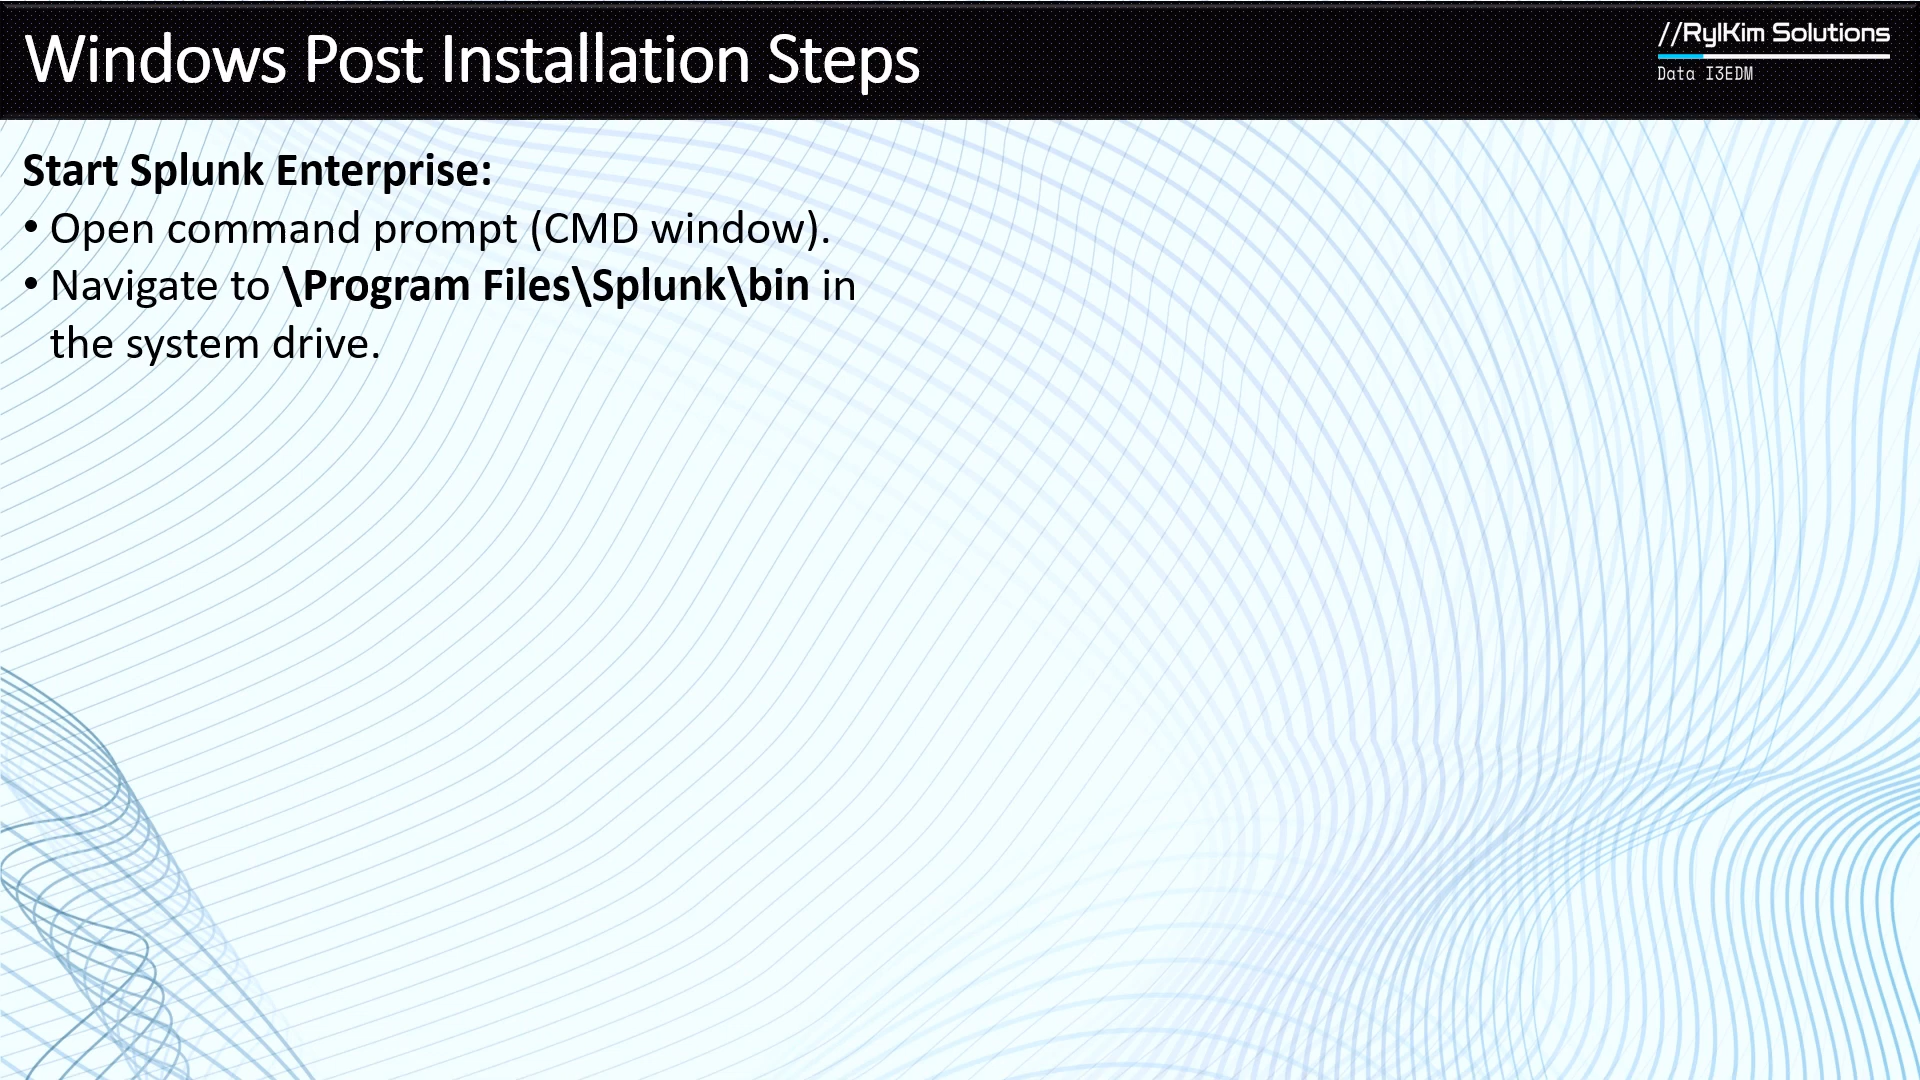 Windows Post Installation Steps
//RylKim Solutions
Data I3EDM
Start Splunk Enterprise:
• Open command prompt (CMD window).
• Navigate to \Program Files\Splunk\bin in
the system drive.